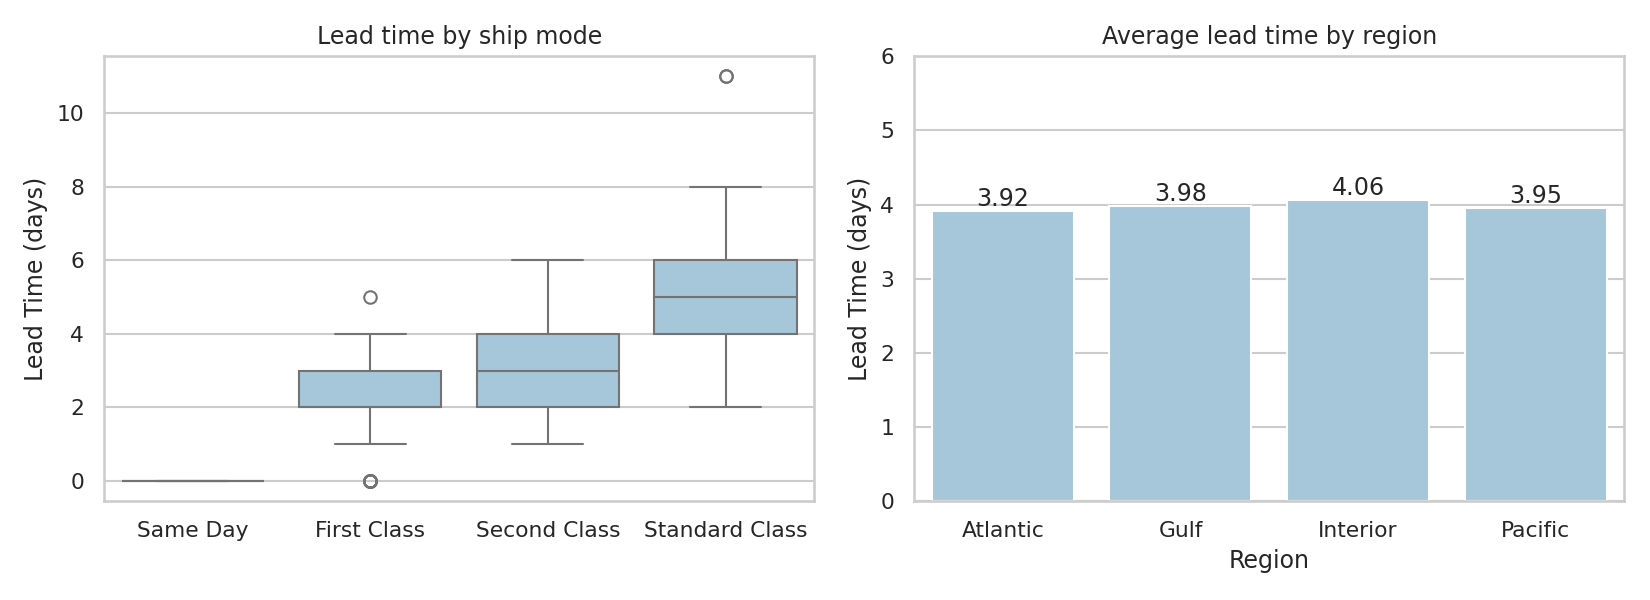 Lead time by ship mode
Lead Time (days)
10
8
6
4
2
0
Same Day
First Class
Second Class
Standard Class
Average lead time by region
Lead Time (days)
6
5
4
3
2
1
0
3.92
3.98
4.06
3.95
Atlantic
Gulf
Interior
Pacific
Region